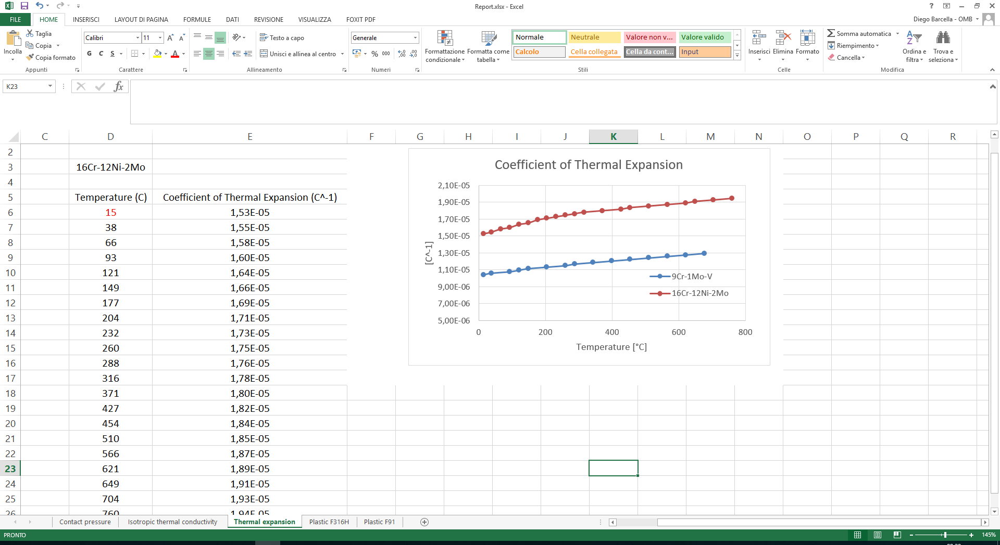 Report.xlsx - Excel
?
FILE HOME INSERISCI LAYOUT DI PAGINA FORMULE DATI REVISIONE VISUALIZZA FOXIT PDF Diego Barcella - OMB
Incolla
Taglia
Copia
Copia formato
Appunti
Calibri 11
G C S
Carattere
Testo a capo
Unisci e allinea al centro
Allineamento
Generale
% 000
Numeri
Formattazione condizionale
Formatta come tabella
Normale Neutrale Valore non v... Valore valido
Calcolo Cella collegata Cella da cont... Input
Stili
Inserisci Elimina Formato
Celle
Somma automatica
Riempimento
Cancella
Ordina e filtra
Trova e seleziona
Modifica
K23 fx
C D E F G H I J K L M N O P Q R
2
3 16Cr-12Ni-2Mo
4
5 Temperature (C) Coefficient of Thermal Expansion (C^-1)
6 15 1,53E-05
7 38 1,55E-05
8 66 1,58E-05
9 93 1,60E-05
10 121 1,64E-05
11 149 1,66E-05
12 177 1,69E-05
13 204 1,71E-05
14 232 1,73E-05
15 260 1,75E-05
16 288 1,76E-05
17 316 1,78E-05
18 371 1,80E-05
19 427 1,82E-05
20 454 1,84E-05
21 510 1,85E-05
22 566 1,87E-05
23 621 1,89E-05
24 649 1,91E-05
25 704 1,93E-05
26 760 1,94E-05
Coefficient of Thermal Expansion
2,10E-05
1,90E-05
1,70E-05
1,50E-05
1,30E-05
1,10E-05
9,00E-06
7,00E-06
5,00E-06
[C^-1]
9Cr-1Mo-V
16Cr-12Ni-2Mo
0 200 400 600 800
Temperature [°C]
Contact pressure Isotropic thermal conductivity Thermal expansion Plastic F316H Plastic F91
PRONTO 145%